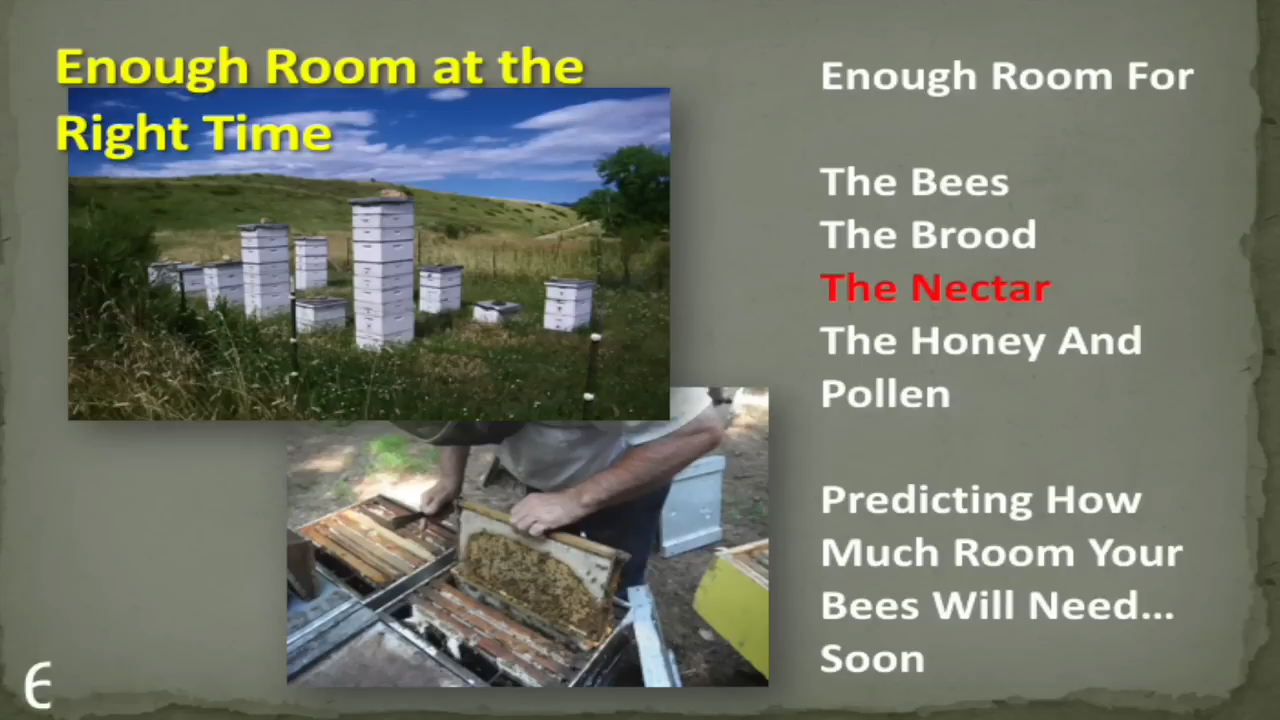 Enough Room at the
Right Time
Enough Room For
The Bees
The Brood
The Nectar
The Honey And
Pollen
Predicting How
Much Room Your
Bees Will Need...
Soon